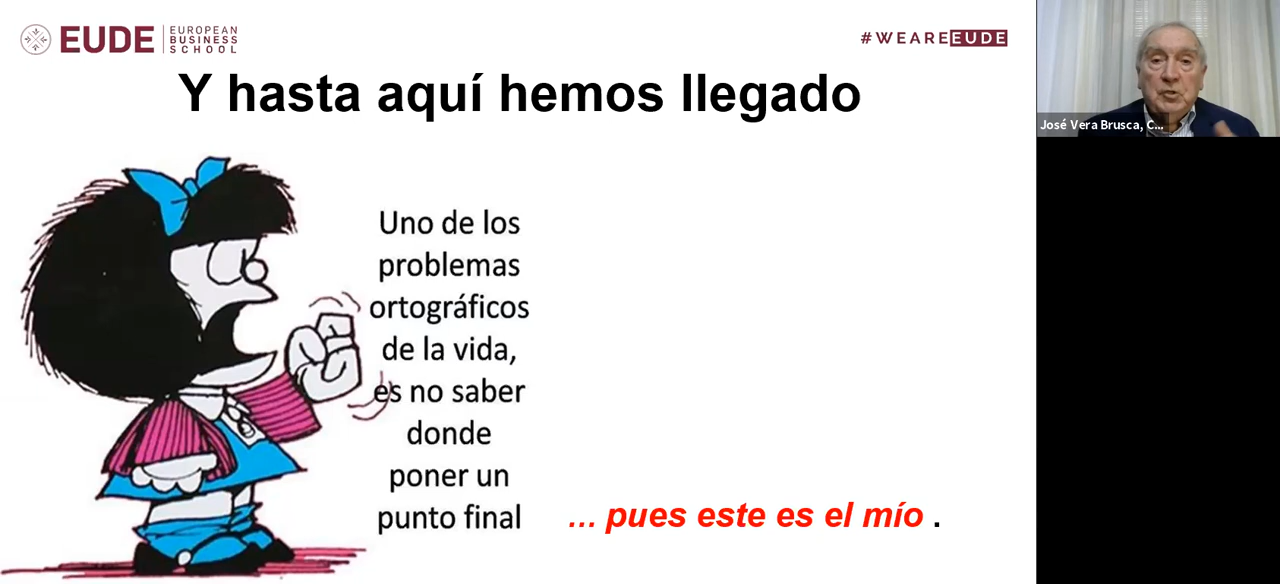 EUDE
EUROPEAN
BUSINESS
SCHOOL
#WEAREEUDE
Y hasta aquí hemos llegado
José Vera Brusca, C...
Uno de los
problemas
ortográficos
de la vida,
es no saber
donde
poner un
punto final
... pues este es el mío .